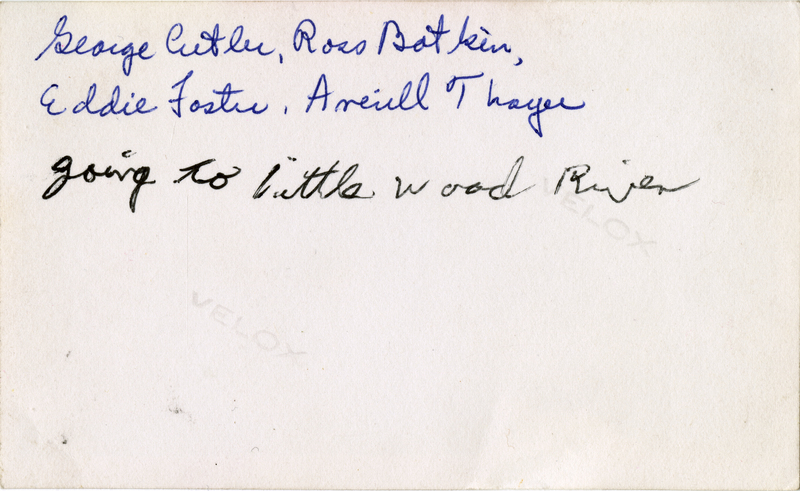 George Cutler, Ross Botkin,
Eddie Foster, Averill Thayer
going to little wood River
VELOX
VELOX